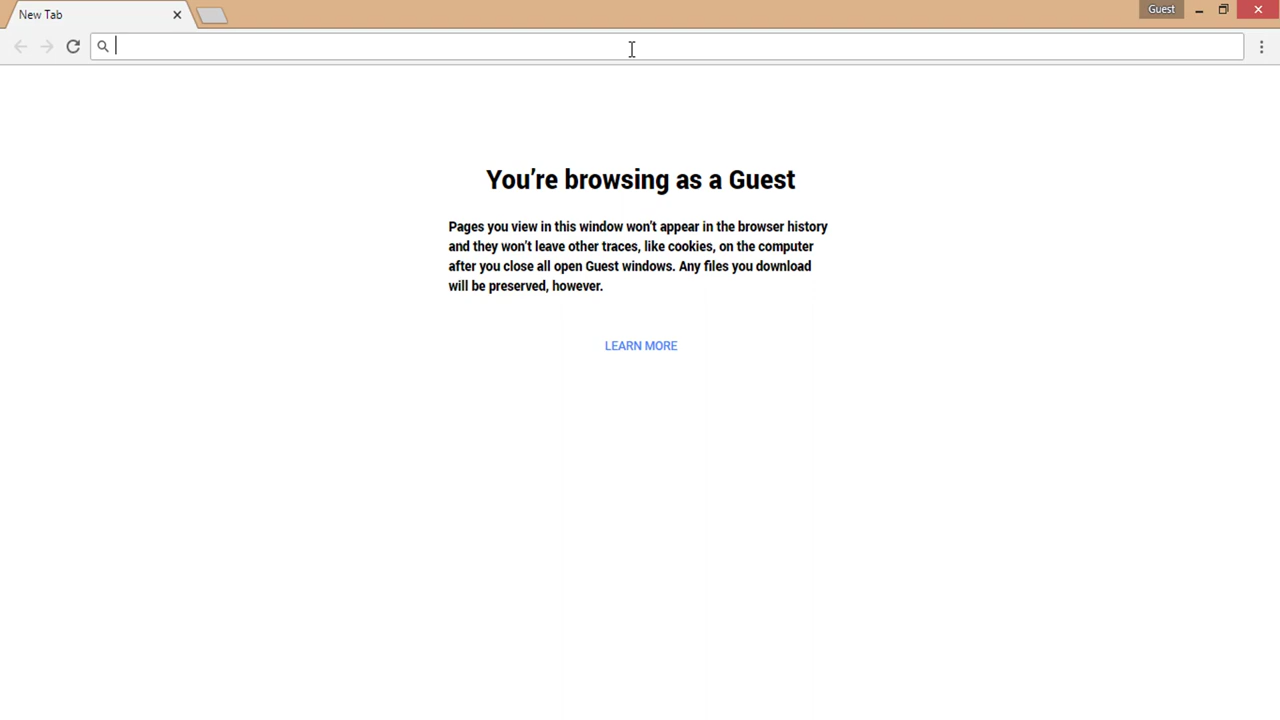 New Tab
Guest
You're browsing as a Guest
Pages you view in this window won't appear in the browser history
and they won't leave other traces, like cookies, on the computer
after you close all open Guest windows. Any files you download
will be preserved, however.
LEARN MORE